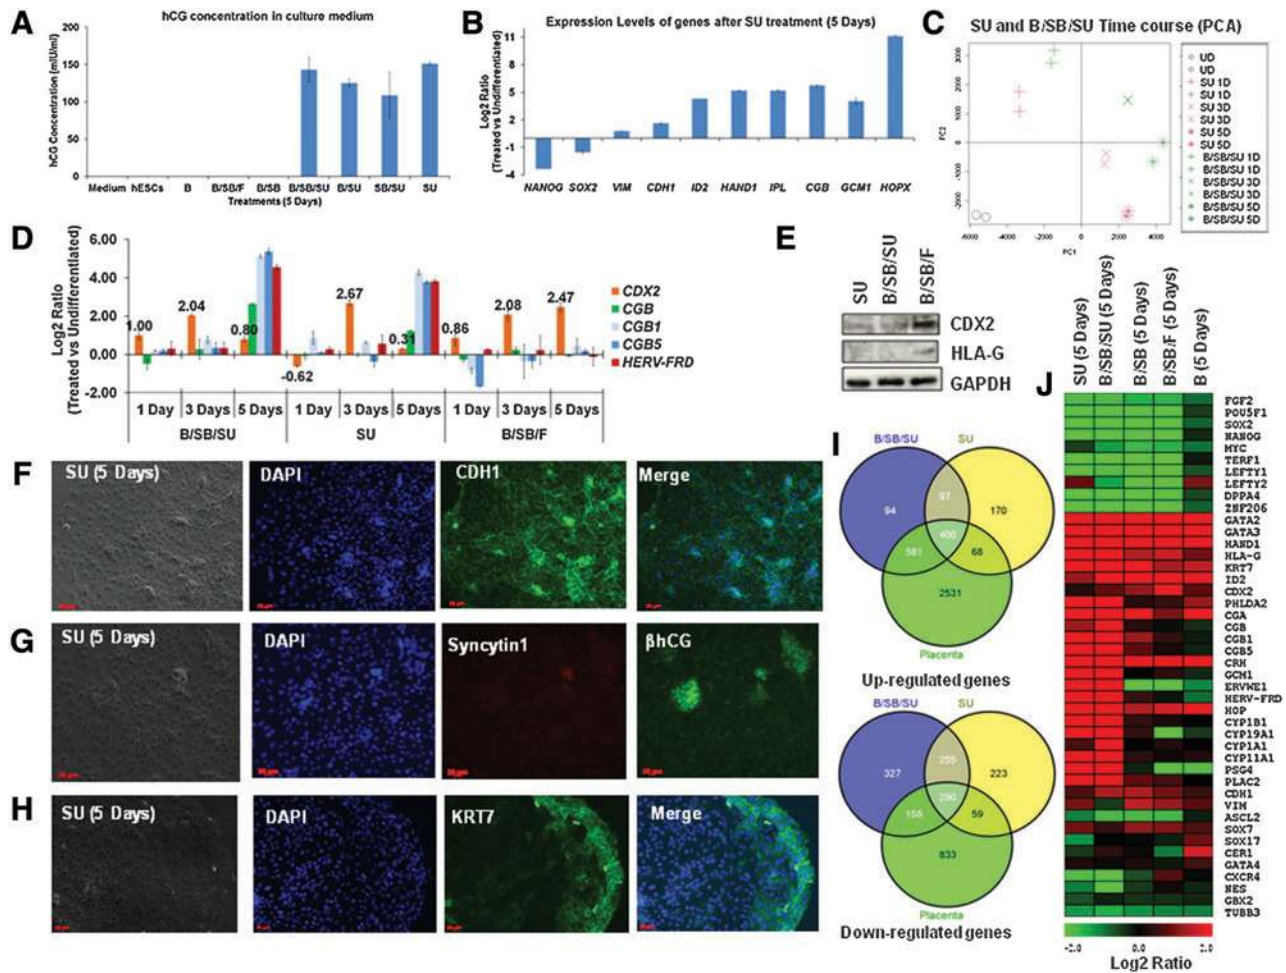 A
hCG concentration in culture medium
hCG Concentration (mIU/ml)
200
150
100
50
0
Medium hESCs B B/SB/F B/SB B/SB/SU B/SU SB/SU SU
Treatments (5 Days)
B
Expression Levels of genes after SU treatment (5 Days)
Log2 Ratio
(Treated vs Undifferentiated)
11
8
5
2
-1
-4
NANOG SOX2 VIM CDH1 ID2 HAND1 IPL CGB GCM1 HOPX
C
SU and B/SB/SU Time course (PCA)
PC2
3000
2000
0
-2000
-6000 -4000 -2000 0 2000 4000
PC1
UD
UD
SU 1D
SU 1D
SU 3D
SU 3D
SU 5D
SU 5D
B/SB/SU 1D
B/SB/SU 1D
B/SB/SU 3D
B/SB/SU 3D
B/SB/SU 5D
B/SB/SU 5D
D
Log2 Ratio
(Treated vs Undifferentiated)
6.00
4.00
2.00
0.00
-2.00
1.00
2.04
0.80
-0.62
2.67
0.31
0.86
2.08
2.47
CDX2
CGB
CGB1
CGB5
HERV-FRD
1 Day 3 Days 5 Days 1 Day 3 Days 5 Days 1 Day 3 Days 5 Days
B/SB/SU SU B/SB/F
E
SU
B/SB/SU
B/SB/F
CDX2
HLA-G
GAPDH
F
SU (5 Days)
DAPI
CDH1
Merge
G
SU (5 Days)
DAPI
Syncytin1
βhCG
H
SU (5 Days)
DAPI
KRT7
Merge
I
B/SB/SU
SU
97
94
170
400
581
68
2531
Placenta
Up-regulated genes
B/SB/SU
SU
327
223
290
158
59
833
Placenta
Down-regulated genes
J
SU (5 Days)
B/SB/SU (5 Days)
B/SB (5 Days)
B/SB/F (5 Days)
B (5 Days)
FGF2
POU5F1
SOX2
NANOG
MYC
TERF1
LEFTY1
LEFTY2
DPPA4
ZNF206
GATA2
GATA3
HAND1
HLA-G
KRT7
ID2
CDX2
PHLDA2
CGA
CGB
CGB1
CGB5
CRH
GCM1
ERVWE1
HERV-FRD
HOP
CYP1B1
CYP19A1
CYP1A1
CYP11A1
PSG4
PLAC2
CDH1
VIM
ASCL2
SOX7
SOX17
CER1
GATA4
CXCR4
NES
GBX2
TUBB3
-2.0 0.0 2.0
Log2 Ratio